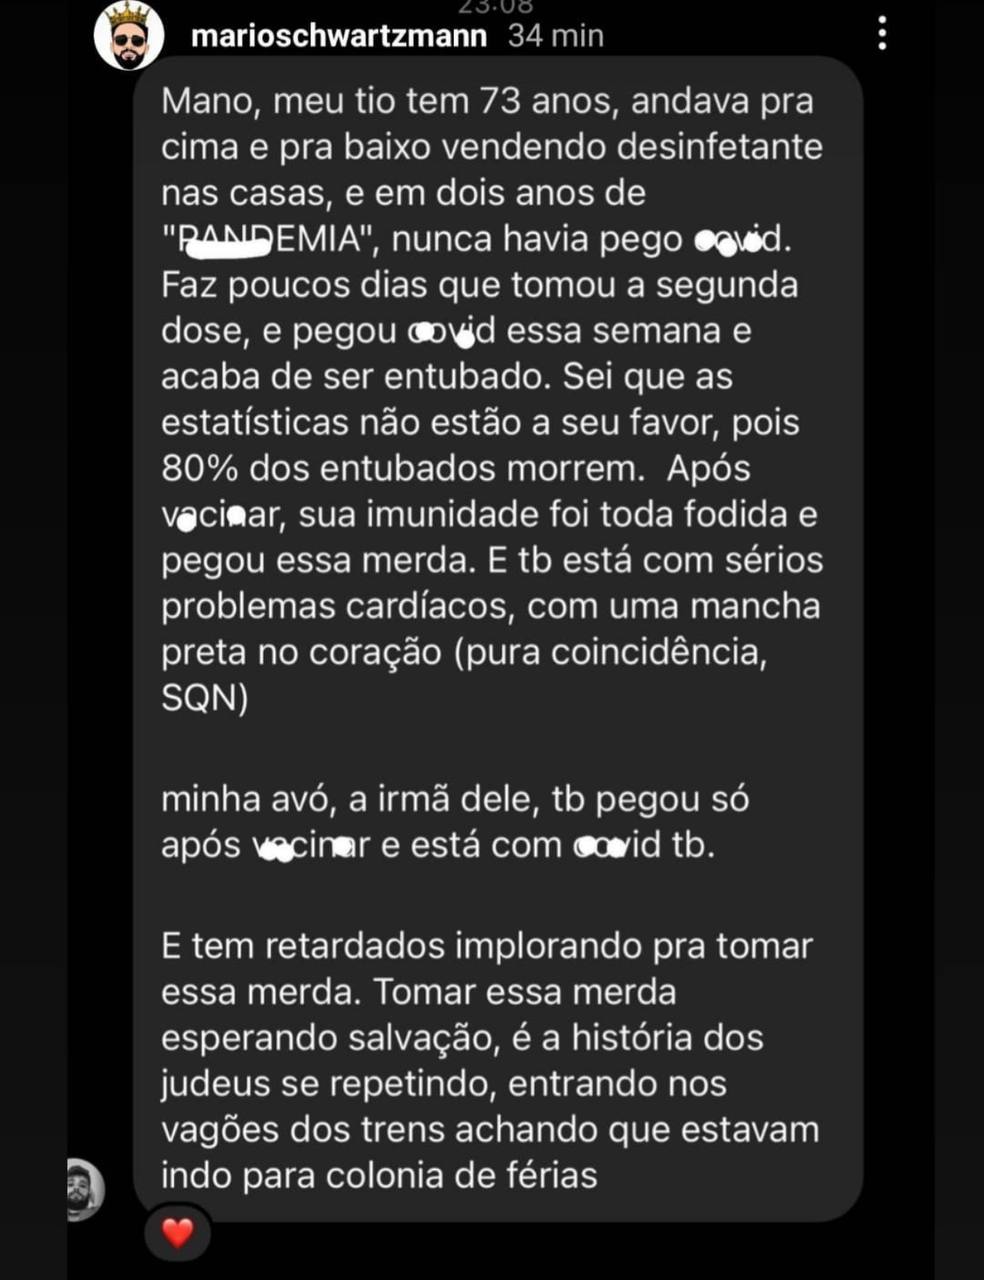 23:08
marioschwartzmann 34 min
Mano, meu tio tem 73 anos, andava pra
cima e pra baixo vendendo desinfetante
nas casas, e em dois anos de
"PANDEMIA", nunca havia pego covid.
Faz poucos dias que tomou a segunda
dose, e pegou covid essa semana e
acaba de ser entubado. Sei que as
estatísticas não estão a seu favor, pois
80% dos entubados morrem. Após
vacinar, sua imunidade foi toda fodida e
pegou essa merda. E tb está com sérios
problemas cardíacos, com uma mancha
preta no coração (pura coincidência,
SQN)
minha avó, a irmã dele, tb pegou só
após vacinar e está com covid tb.
E tem retardados implorando pra tomar
essa merda. Tomar essa merda
esperando salvação, é a história dos
judeus se repetindo, entrando nos
vagões dos trens achando que estavam
indo para colonia de férias